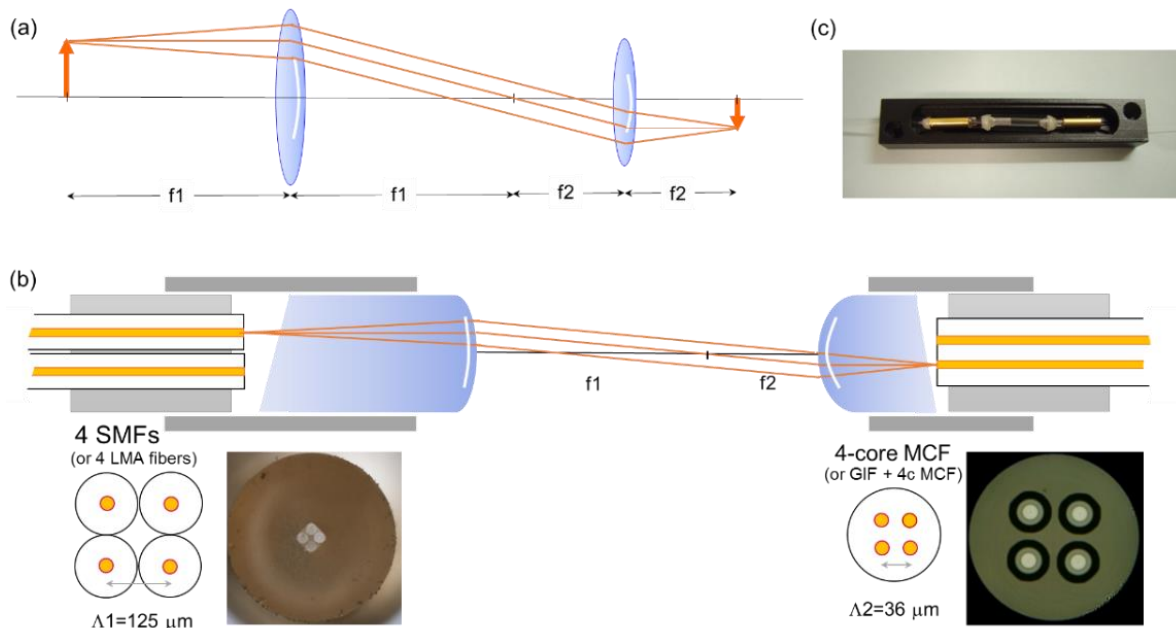 (a)
(c)
f1
f1
f2
f2
(b)
f1
f2
4 SMFs
(or 4 LMA fibers)
Λ1=125 μm
4-core MCF
(or GIF + 4c MCF)
Λ2=36 μm